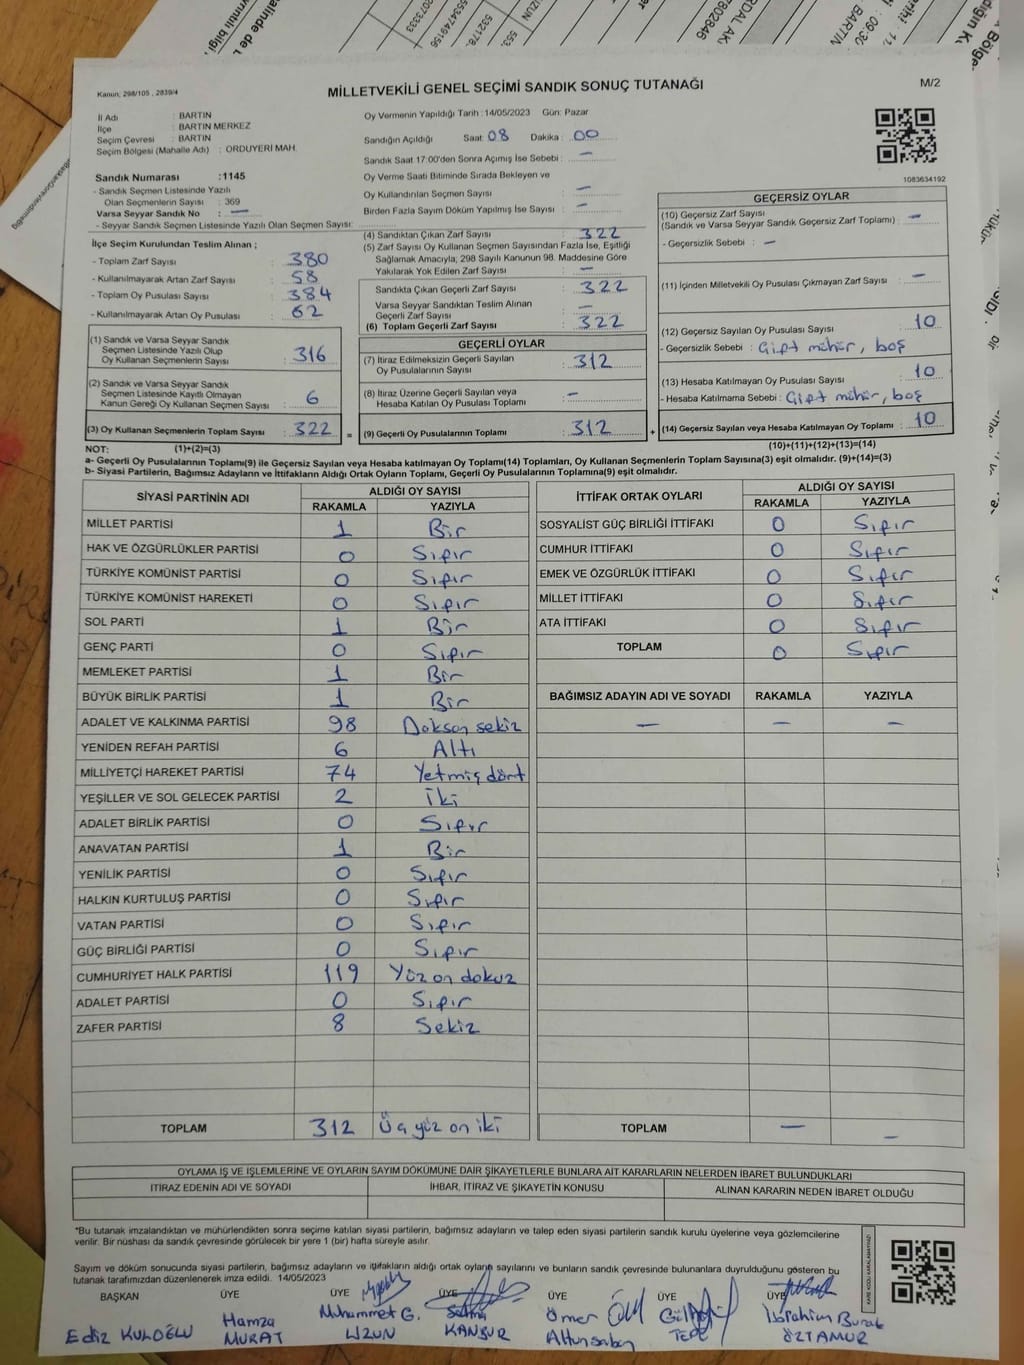 Kanun; 298/105 , 2839/4
MİLLETVEKİLİ GENEL SEÇİMİ SANDIK SONUÇ TUTANAĞI
M/2
İl Adı : BARTIN
İlçe : BARTIN MERKEZ
Seçim Çevresi : BARTIN
Seçim Bölgesi (Mahalle Adı) : ORDUYERİ MAH.
Sandık Numarası :1145
- Sandık Seçmen Listesinde Yazılı
Olan Seçmenlerin Sayısı : 369
Varsa Seyyar Sandık No : —
- Seyyar Sandık Seçmen Listesinde Yazılı Olan Seçmen Sayısı:
Oy Vermenin Yapıldığı Tarih :14/05/2023 Gün: Pazar
Sandığın Açıldığı Saat: 08 Dakika : 00
Sandık Saat 17:00'den Sonra Açımış İse Sebebi : —
Oy Verme Saati Bitiminde Sırada Bekleyen ve
Oy Kullandırılan Seçmen Sayısı : —
Birden Fazla Sayım Döküm Yapılmış İse Sayısı : —
1083634192
İlçe Seçim Kurulundan Teslim Alınan ;
- Toplam Zarf Sayısı : 380
- Kullanılmayarak Artan Zarf Sayısı : 58
- Toplam Oy Pusulası Sayısı : 384
- Kullanılmayarak Artan Oy Pusulası : 62
(1) Sandık ve Varsa Seyyar Sandık
Seçmen Listesinde Yazılı Olup
Oy Kullanan Seçmenlerin Sayısı : 316
(2) Sandık ve Varsa Seyyar Sandık
Seçmen Listesinde Kayıtlı Olmayan
Kanun Gereği Oy Kullanan Seçmen Sayısı : 6
(3) Oy Kullanan Seçmenlerin Toplam Sayısı : 322
(4) Sandıktan Çıkan Zarf Sayısı : 322
(5) Zarf Sayısı Oy Kullanan Seçmen Sayısından Fazla İse, Eşitliği
Sağlamak Amacıyla; 298 Sayılı Kanunun 98. Maddesine Göre
Yakılarak Yok Edilen Zarf Sayısı : —
Sandıkta Çıkan Geçerli Zarf Sayısı : 322
Varsa Seyyar Sandıktan Teslim Alınan
Geçerli Zarf Sayısı : —
(6) Toplam Geçerli Zarf Sayısı : 322
GEÇERLİ OYLAR
(7) İtiraz Edilmeksizin Geçerli Sayılan
Oy Pusulalarının Sayısı : 312
(8) İtiraz Üzerine Geçerli Sayılan veya
Hesaba Katılan Oy Pusulası Toplamı : —
= (9) Geçerli Oy Pusulalarının Toplamı : 312
GEÇERSİZ OYLAR
(10) Geçersiz Zarf Sayısı
(Sandık ve Varsa Seyyar Sandık Geçersiz Zarf Toplamı) : —
- Geçersizlik Sebebi : —
(11) İçinden Milletvekili Oy Pusulası Çıkmayan Zarf Sayısı : —
(12) Geçersiz Sayılan Oy Pusulası Sayısı : 10
- Geçersizlik Sebebi : Gift mühür, boş
(13) Hesaba Katılmayan Oy Pusulası Sayısı : 10
- Hesaba Katılmama Sebebi : Gift mühür, boş
+ (14) Geçersiz Sayılan veya Hesaba Katılmayan Oy Toplamı : 10
NOT: (1)+(2)=(3)
(10)+(11)+(12)+(13)=(14)
a- Geçerli Oy Pusulalarının Toplamı(9) ile Geçersiz Sayılan veya Hesaba katılmayan Oy Toplamı(14) Toplamları, Oy Kullanan Seçmenlerin Toplam Sayısına(3) eşit olmalıdır. (9)+(14)=(3)
b- Siyasi Partilerin, Bağımsız Adayların ve İttifakların Aldığı Ortak Oyların Toplamı, Geçerli Oy Pusulalarının Toplamına(9) eşit olmalıdır.
SİYASİ PARTİNİN ADI ALDIĞI OY SAYISI
RAKAMLA YAZIYLA
MİLLET PARTİSİ 1 Bir
HAK VE ÖZGÜRLÜKLER PARTİSİ 0 Sıfır
TÜRKİYE KOMÜNİST PARTİSİ 0 Sıfır
TÜRKİYE KOMÜNİST HAREKETİ 0 Sıfır
SOL PARTİ 1 Bir
GENÇ PARTİ 0 Sıfır
MEMLEKET PARTİSİ 1 Bir
BÜYÜK BİRLİK PARTİSİ 1 Bir
ADALET VE KALKINMA PARTİSİ 98 Doksan sekiz
YENİDEN REFAH PARTİSİ 6 Altı
MİLLİYETÇİ HAREKET PARTİSİ 74 Yetmiş dört
YEŞİLLER VE SOL GELECEK PARTİSİ 2 İki
ADALET BİRLİK PARTİSİ 0 Sıfır
ANAVATAN PARTİSİ 1 Bir
YENİLİK PARTİSİ 0 Sıfır
HALKIN KURTULUŞ PARTİSİ 0 Sıfır
VATAN PARTİSİ 0 Sıfır
GÜÇ BİRLİĞİ PARTİSİ 0 Sıfır
CUMHURİYET HALK PARTİSİ 119 Yüz on dokuz
ADALET PARTİSİ 0 Sıfır
ZAFER PARTİSİ 8 Sekiz
TOPLAM 312 Üç yüz on iki
İTTİFAK ORTAK OYLARI ALDIĞI OY SAYISI
RAKAMLA YAZIYLA
SOSYALİST GÜÇ BİRLİĞİ İTTİFAKI 0 Sıfır
CUMHUR İTTİFAKI 0 Sıfır
EMEK VE ÖZGÜRLÜK İTTİFAKI 0 Sıfır
MİLLET İTTİFAKI 0 Sıfır
ATA İTTİFAKI 0 Sıfır
TOPLAM 0 Sıfır
BAĞIMSIZ ADAYIN ADI VE SOYADI RAKAMLA YAZIYLA
— — —
TOPLAM — —
OYLAMA İŞ VE İŞLEMLERİNE VE OYLARIN SAYIM DÖKÜMÜNE DAİR ŞİKAYETLERLE BUNLARA AİT KARARLARIN NELERDEN İBARET BULUNDUKLARI
İTİRAZ EDENİN ADI VE SOYADI İHBAR, İTİRAZ VE ŞİKAYETİN KONUSU ALINAN KARARIN NEDEN İBARET OLDUĞU
*Bu tutanak imzalandıktan ve mühürlendikten sonra seçime katılan siyasi partilerin, bağımsız adayların ve talep eden siyasi partilerin sandık kurulu üyelerine veya gözlemcilerine
verilir. Bir nüshası da sandık çevresinde görülecek bir yere 1 (bir) hafta süreyle asılır.
Sayım ve döküm sonucunda siyasi partilerin, bağımsız adayların ve ittifakların aldığı ortak oyların sayılarını ve bunların sandık çevresinde bulunanlara duyrulduğunu gösteren bu
tutanak tarafımızdan düzenlenerek imza edildi. 14/05/2023
BAŞKAN ÜYE ÜYE ÜYE ÜYE ÜYE
Ediz KULOĞLU
Hamza MURAT
Muhammet G. UZUN
KANBUR
Ömer
TEPE
İbrahim Burak ÖZTAMUR